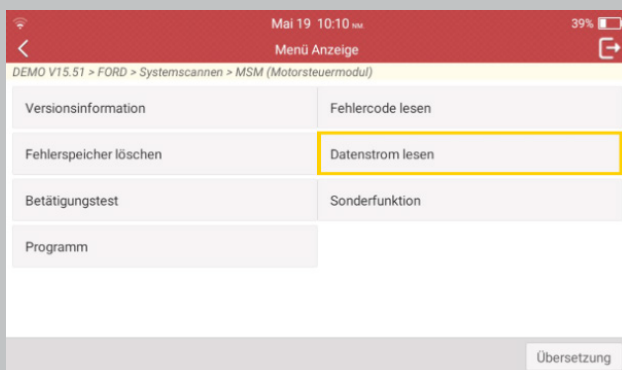 Mai 19 10:10 NM. 39%
Menü Anzeige
DEMO V15.51 > FORD > Systemscannen > MSM (Motorsteuermodul)
Versionsinformation Fehlercode lesen
Fehlerspeicher löschen Datenstrom lesen
Betätigungstest Sonderfunktion
Programm
Übersetzung